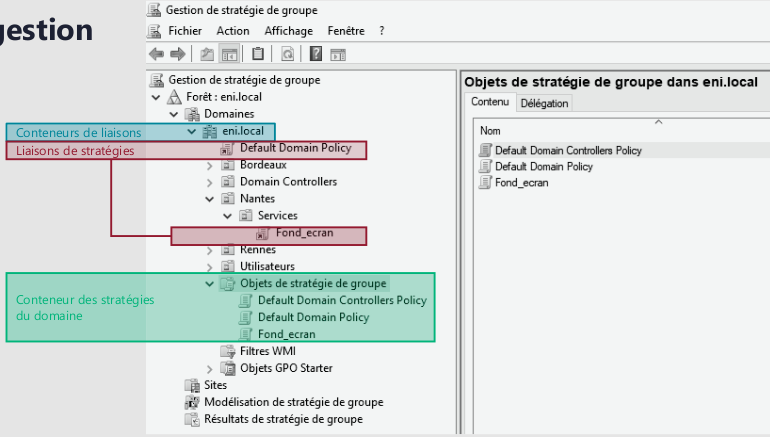 gestion
Gestion de stratégie de groupe
Fichier Action Affichage Fenêtre ?
Gestion de stratégie de groupe
Forêt : eni.local
Domaines
Conteneurs de liaisons
eni.local
Liaisons de stratégies
Default Domain Policy
Bordeaux
Domain Controllers
Nantes
Services
Fond_ecran
Rennes
Utilisateurs
Conteneur des stratégies
du domaine
Objets de stratégie de groupe
Default Domain Controllers Policy
Default Domain Policy
Fond_ecran
Filtres WMI
Objets GPO Starter
Sites
Modélisation de stratégie de groupe
Résultats de stratégie de groupe
Objets de stratégie de groupe dans eni.local
Contenu Délégation
Nom
Default Domain Controllers Policy
Default Domain Policy
Fond_ecran